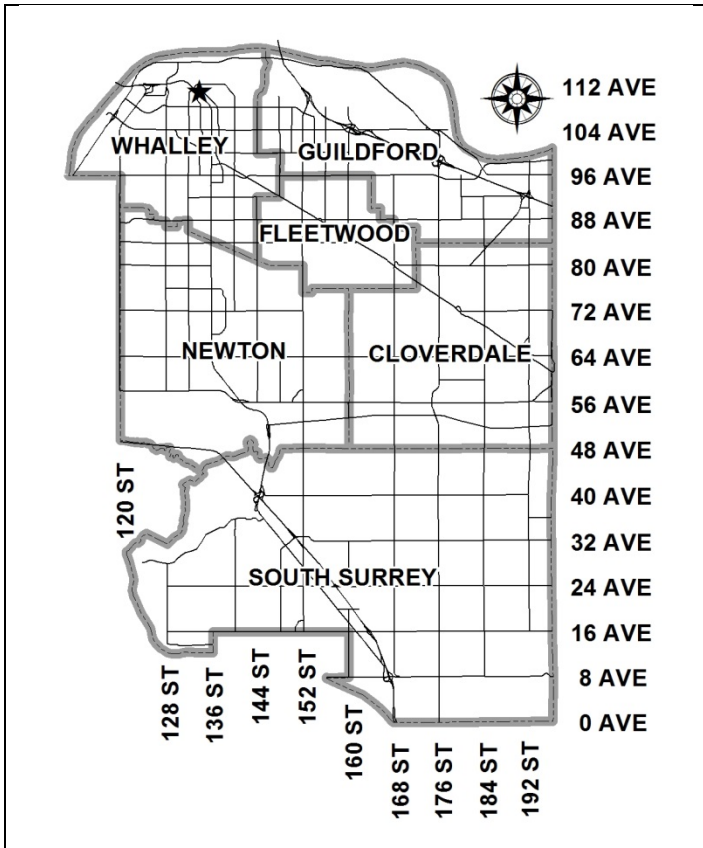 112 AVE
104 AVE
WHALLEY
GUILDFORD
96 AVE
88 AVE
FLEETWOOD
80 AVE
72 AVE
NEWTON
CLOVERDALE
64 AVE
56 AVE
48 AVE
120 ST
40 AVE
32 AVE
SOUTH SURREY
24 AVE
16 AVE
128 ST
136 ST
144 ST
152 ST
160 ST
8 AVE
0 AVE
168 ST
176 ST
184 ST
192 ST